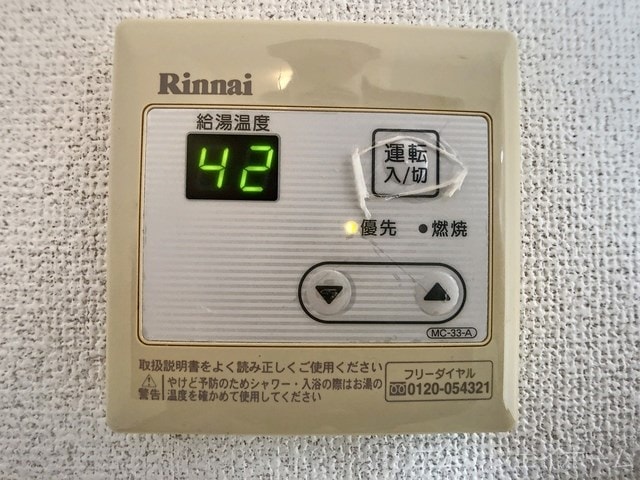 Rinnai
給湯温度
42
運転
入/切
優先
燃焼
MC-33-A
取扱説明書をよく読み正しくご使用ください
警告
やけど予防のためシャワー・入浴の際はお湯の
温度を確かめて使用してください
フリーダイヤル
0120-054321